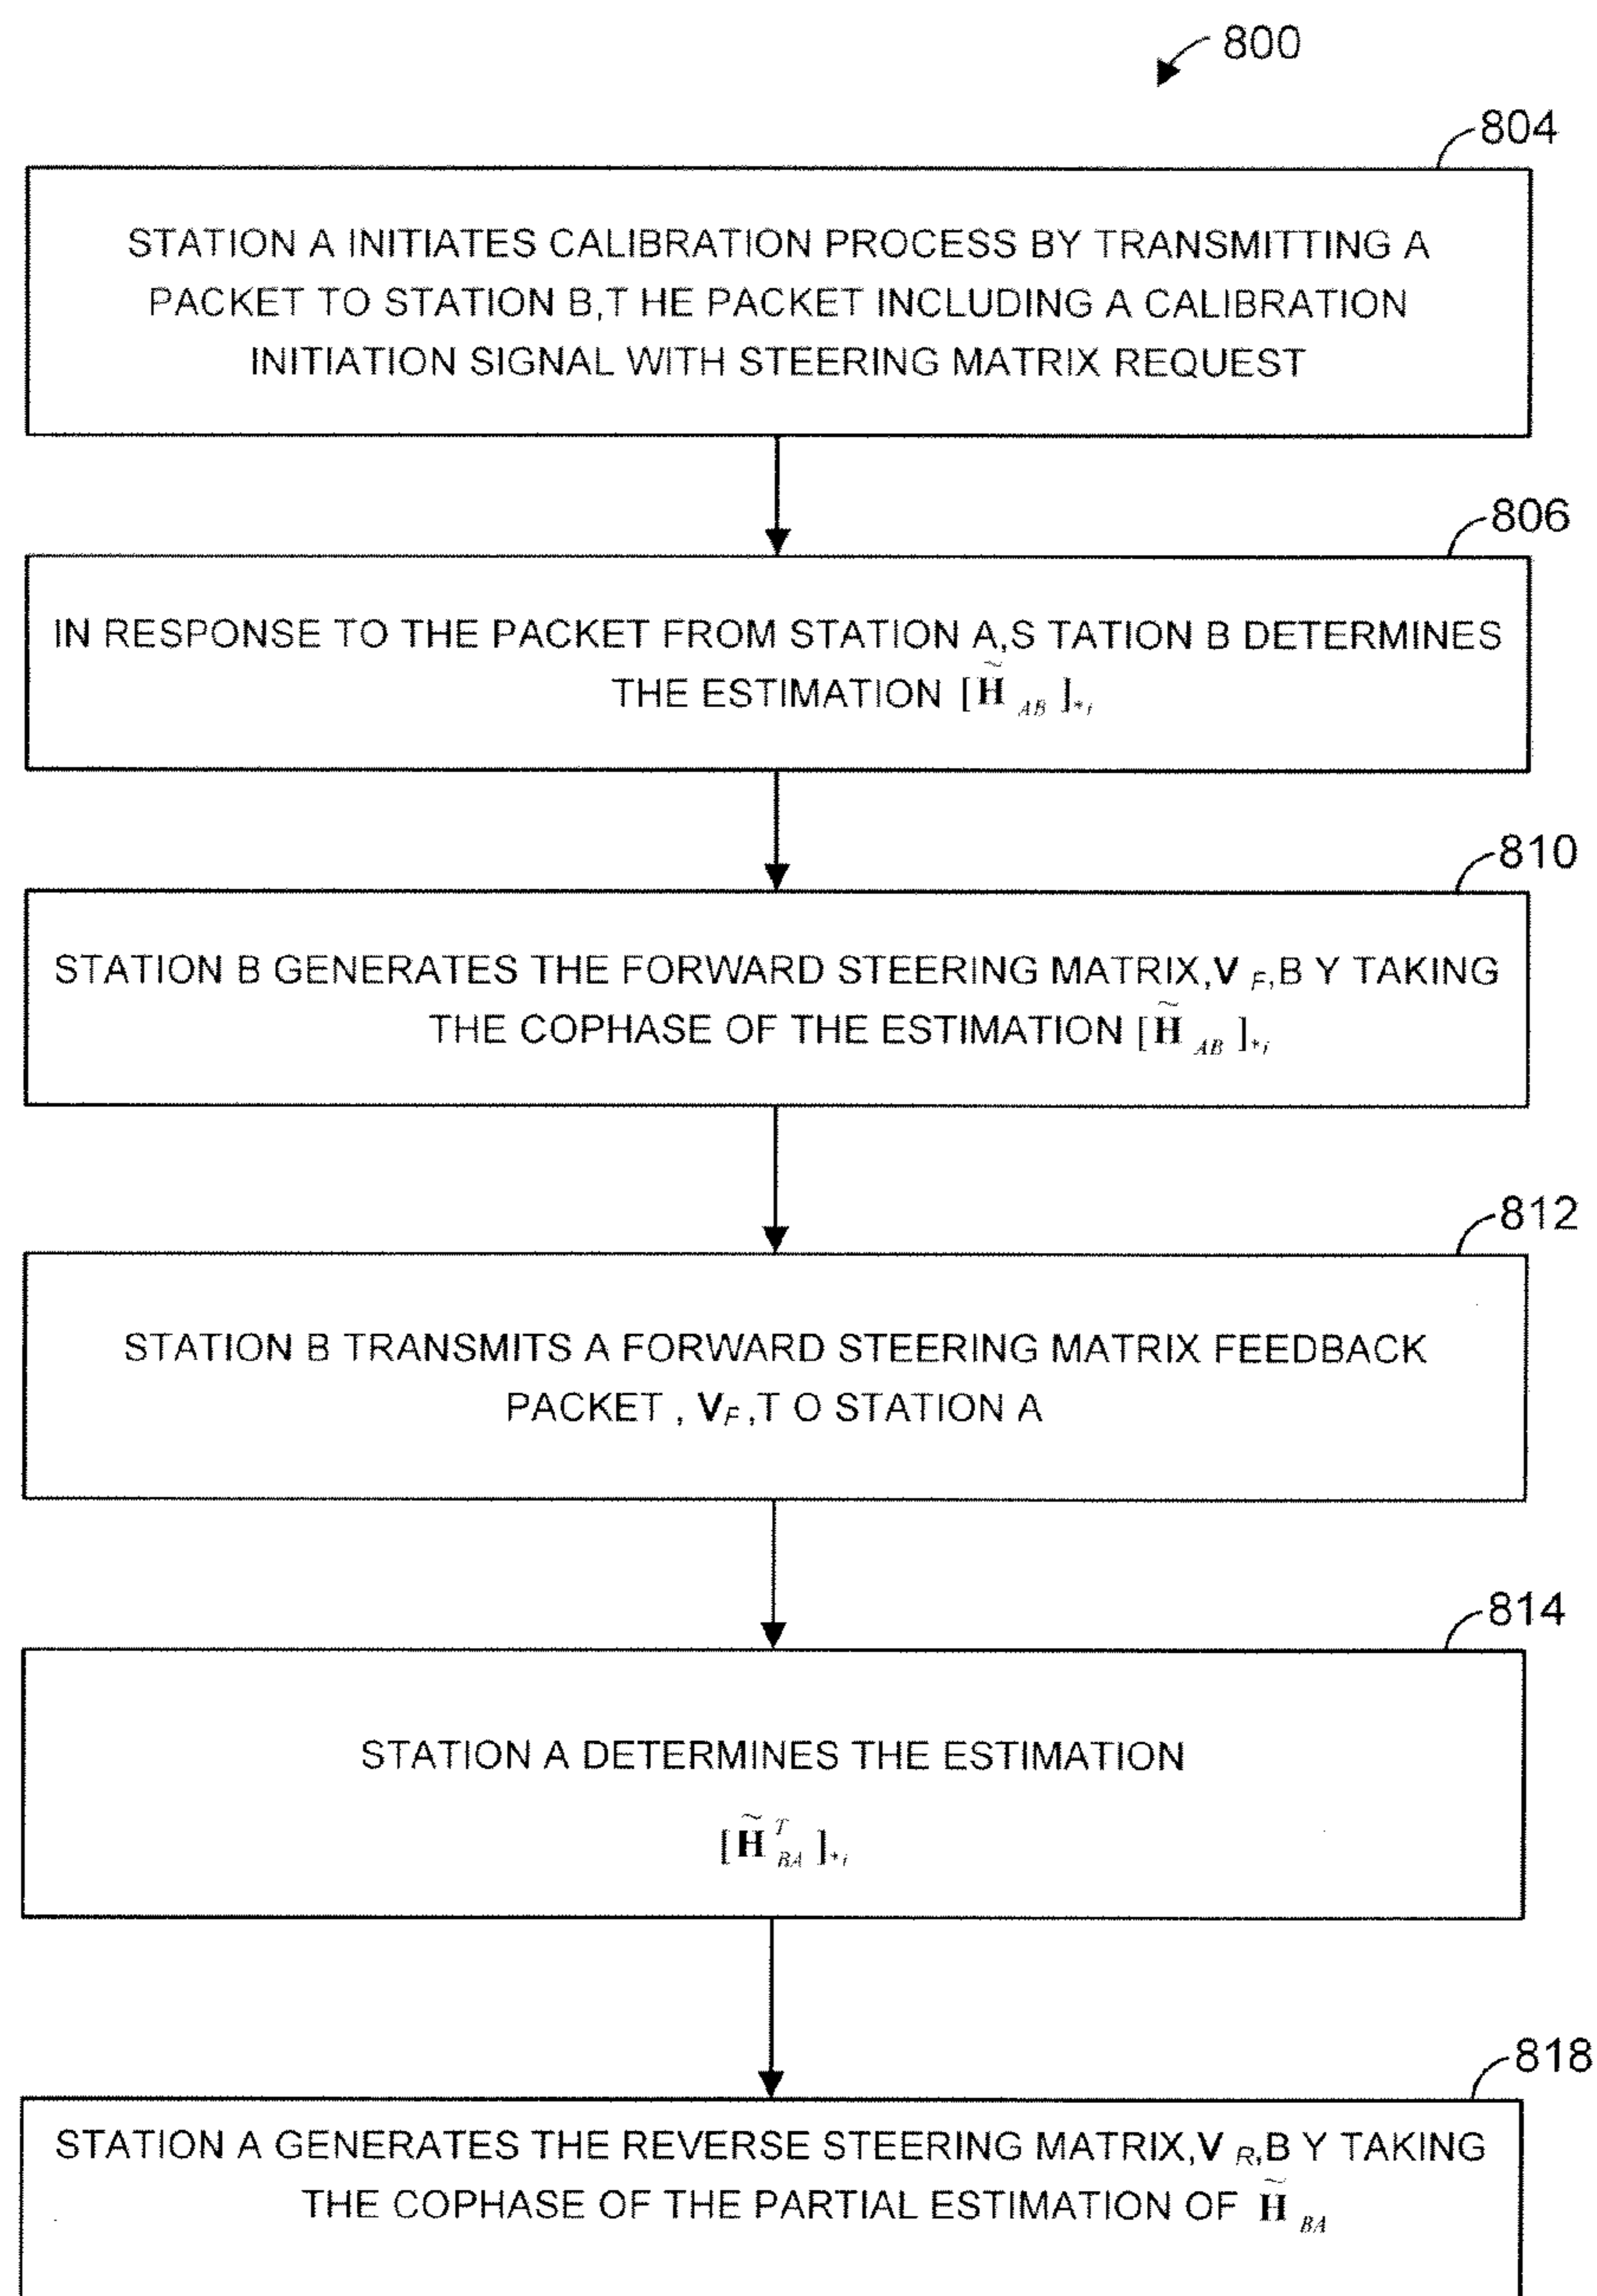 800
804
STATION A INITIATES CALIBRATION PROCESS BY TRANSMITTING A
PACKET TO STATION B,T HE PACKET INCLUDING A CALIBRATION
INITIATION SIGNAL WITH STEERING MATRIX REQUEST
806
IN RESPONSE TO THE PACKET FROM STATION A,S TATION B DETERMINES
THE ESTIMATION [H̃ AB ]*i
810
STATION B GENERATES THE FORWARD STEERING MATRIX,V F,B Y TAKING
THE COPHASE OF THE ESTIMATION [H̃ AB ]*i
812
STATION B TRANSMITS A FORWARD STEERING MATRIX FEEDBACK
PACKET , VF ,T O STATION A
814
STATION A DETERMINES THE ESTIMATION
[H̃ T BA ]*i
818
STATION A GENERATES THE REVERSE STEERING MATRIX,V R,B Y TAKING
THE COPHASE OF THE PARTIAL ESTIMATION OF H̃ BA